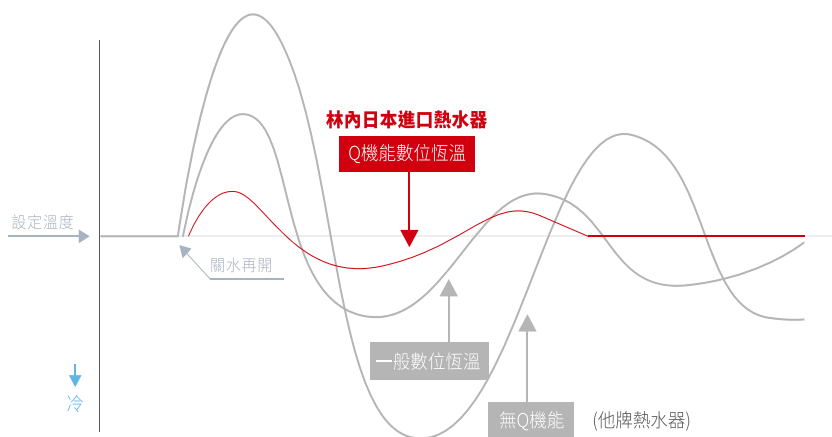 林內日本進口熱水器
Q機能數位恆溫
設定溫度
關水再開
一般數位恆溫
冷
無Q機能 (他牌熱水器)